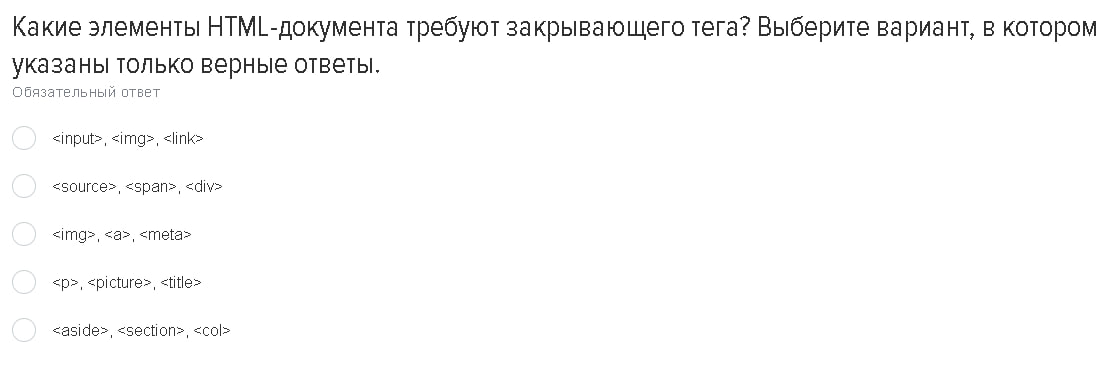 Какие элементы HTML-документа требуют закрывающего тега? Выберите вариант, в котором
указаны только верные ответы.
Обязательный ответ
<input>, <img>, <link>
<source>, <span>, <div>
<img>, <a>, <meta>
<p>, <picture>, <title>
<aside>, <section>, <col>